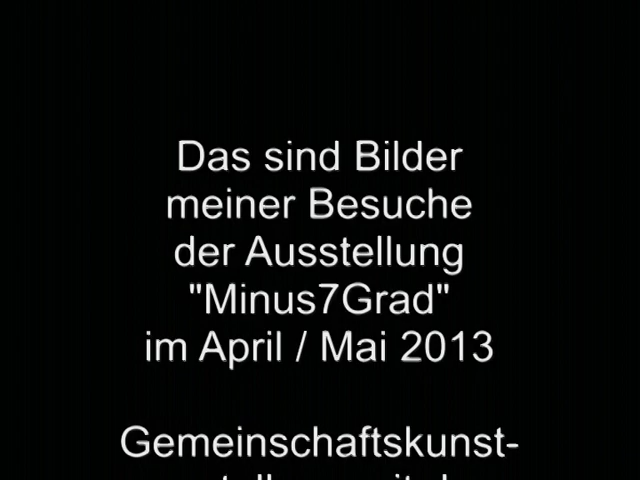 Das sind Bilder
meiner Besuche
der Ausstellung
"Minus7Grad"
im April / Mai 2013
Gemeinschaftskunst-